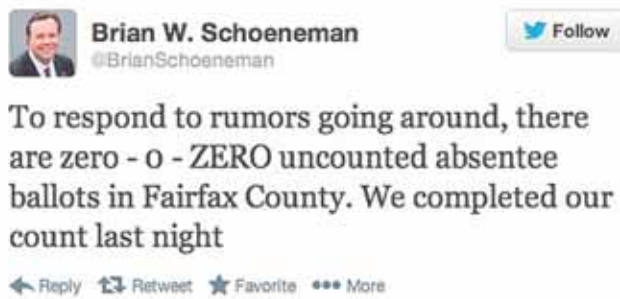 Brian W. Schoeneman
@BrianSchoeneman
Follow
To respond to rumors going around, there
are zero - 0 - ZERO uncounted absentee
ballots in Fairfax County. We completed our
count last night
Reply Retweet Favorite More